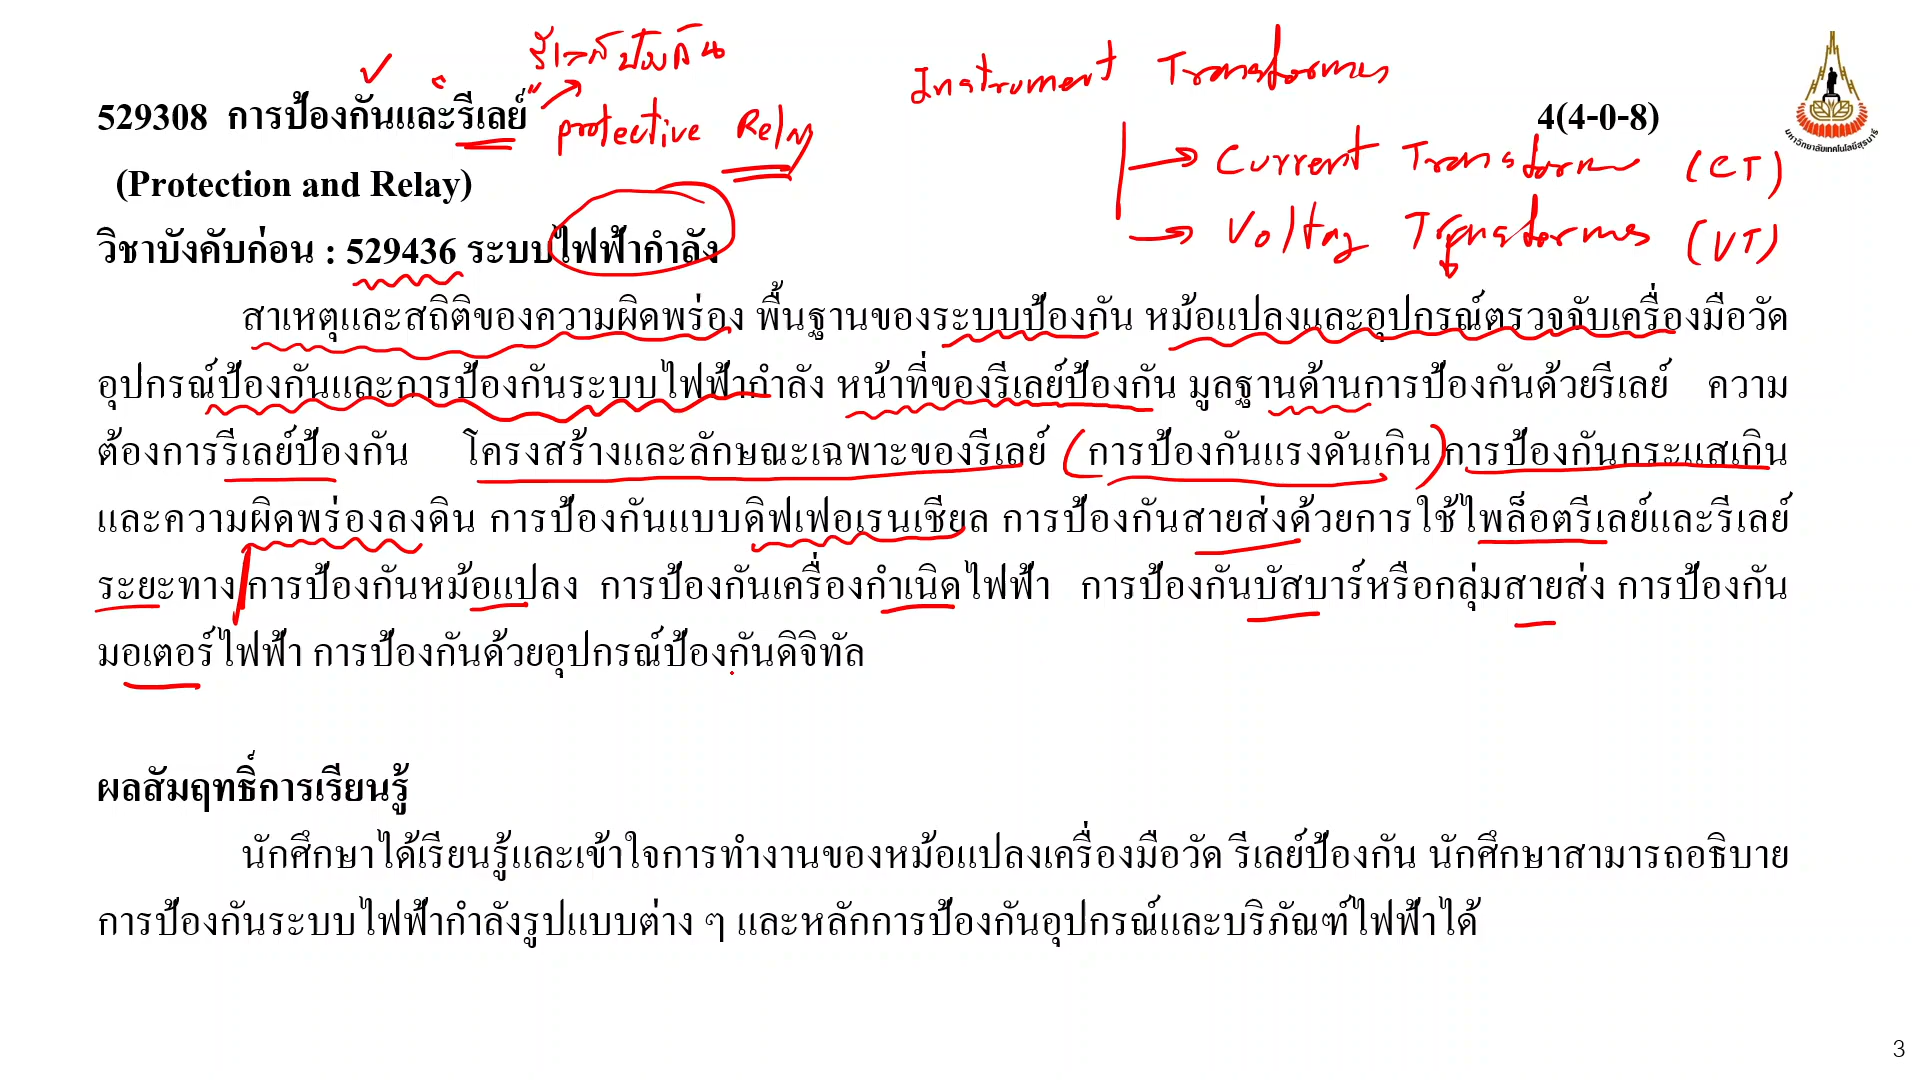 รีเลย์ป้องกัน
Instrument Transformer
529308 การป้องกันและรีเลย์ 4(4-0-8)
protective Relay
มหาวิทยาลัยเทคโนโลยีสุรนารี
Current Transform (CT)
(Protection and Relay)
Voltag Transformer (VT)
วิชาบังคับก่อน : 529436 ระบบไฟฟ้ากำลัง
สาเหตุและสถิติของความผิดพร่อง พื้นฐานของระบบป้องกัน หม้อแปลงและอุปกรณ์ตรวจจับเครื่องมือวัด
อุปกรณ์ป้องกันและการป้องกันระบบไฟฟ้ากำลัง หน้าที่ของรีเลย์ป้องกัน มูลฐานด้านการป้องกันด้วยรีเลย์ ความ
ต้องการรีเลย์ป้องกัน โครงสร้างและลักษณะเฉพาะของรีเลย์ การป้องกันแรงดันเกิน การป้องกันกระแสเกิน
และความผิดพร่องลงดิน การป้องกันแบบดิฟเฟอเรนเชียล การป้องกันสายส่งด้วยการใช้ไพล็อตรีเลย์และรีเลย์
ระยะทาง การป้องกันหม้อแปลง การป้องกันเครื่องกำเนิดไฟฟ้า การป้องกันบัสบาร์หรือกลุ่มสายส่ง การป้องกัน
มอเตอร์ไฟฟ้า การป้องกันด้วยอุปกรณ์ป้องกันดิจิทัล
ผลสัมฤทธิ์การเรียนรู้
นักศึกษาได้เรียนรู้และเข้าใจการทำงานของหม้อแปลงเครื่องมือวัด รีเลย์ป้องกัน นักศึกษาสามารถอธิบาย
การป้องกันระบบไฟฟ้ากำลังรูปแบบต่าง ๆ และหลักการป้องกันอุปกรณ์และบริภัณฑ์ไฟฟ้าได้
3